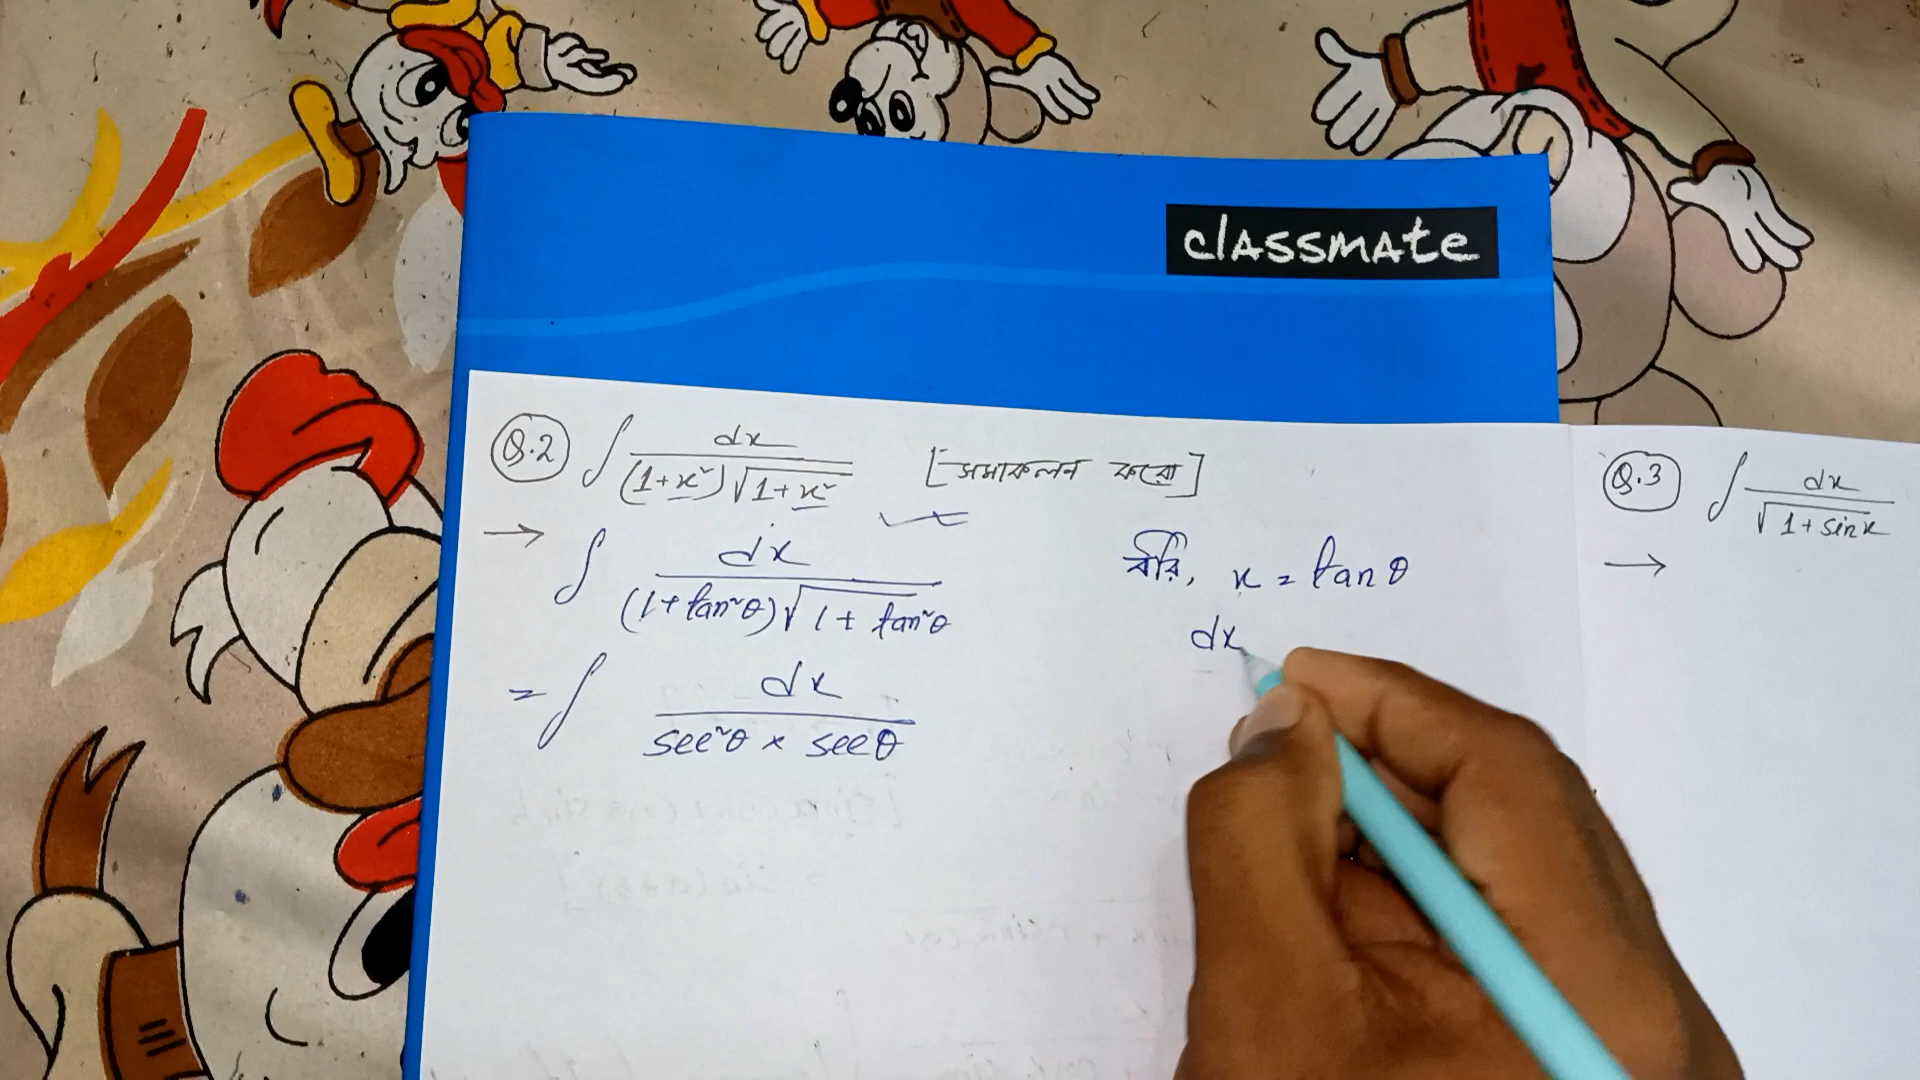 classmate
Q.2 ∫ dx / (1+x²)√1+x² [সমাকলন করো]
→ ∫ dx / (1+tan²θ)√1+tan²θ
ধরি, x = tanθ
dx
= ∫ dx / sec²θ × secθ
Q.3 ∫ dx / √1+sinx
→